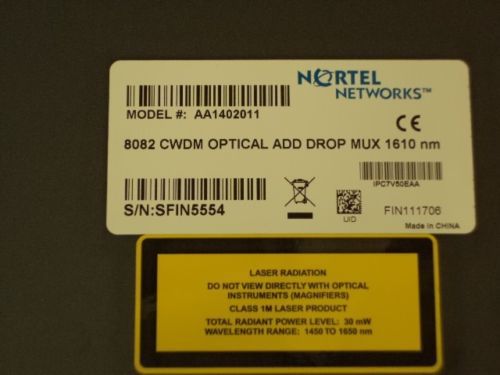 NORTEL
NETWORKS™
MODEL #: AA1402011
CE
8082 CWDM OPTICAL ADD DROP MUX 1610 nm
IPC7V50EAA
S/N:SFIN5554
UID
FIN111706
Made in CHINA
LASER RADIATION
DO NOT VIEW DIRECTLY WITH OPTICAL
INSTRUMENTS (MAGNIFIERS)
CLASS 1M LASER PRODUCT
TOTAL RADIANT POWER LEVEL: 30 mW
WAVELENGTH RANGE: 1450 TO 1650 nm